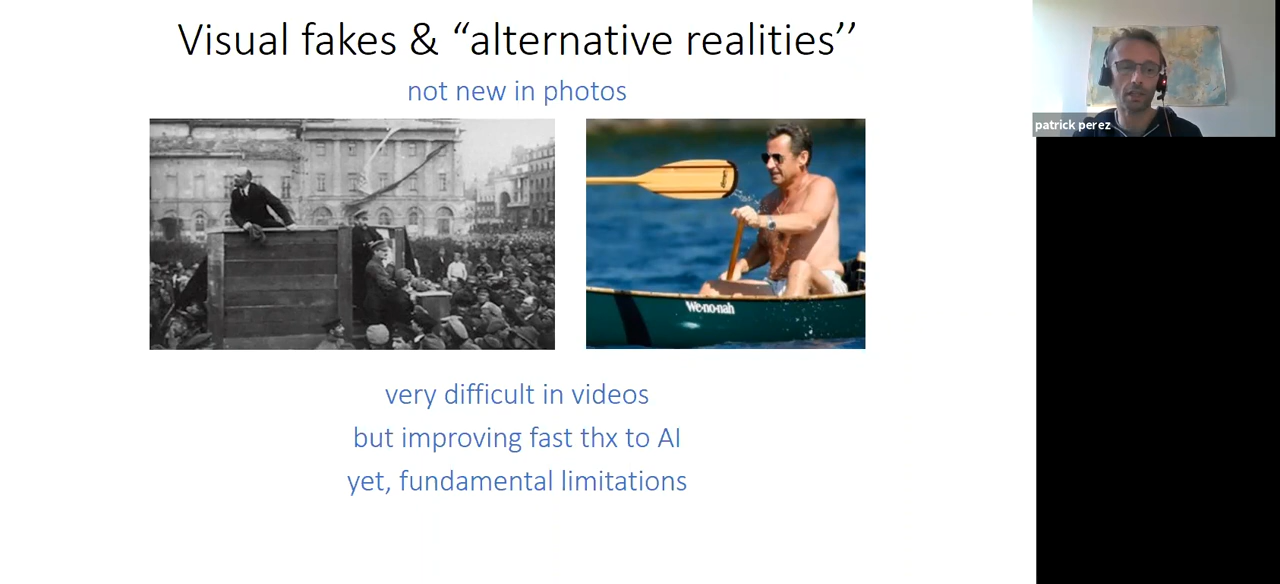 Visual fakes & “alternative realities’’
not new in photos
We·no·nah
very difficult in videos
but improving fast thx to AI
yet, fundamental limitations
patrick perez